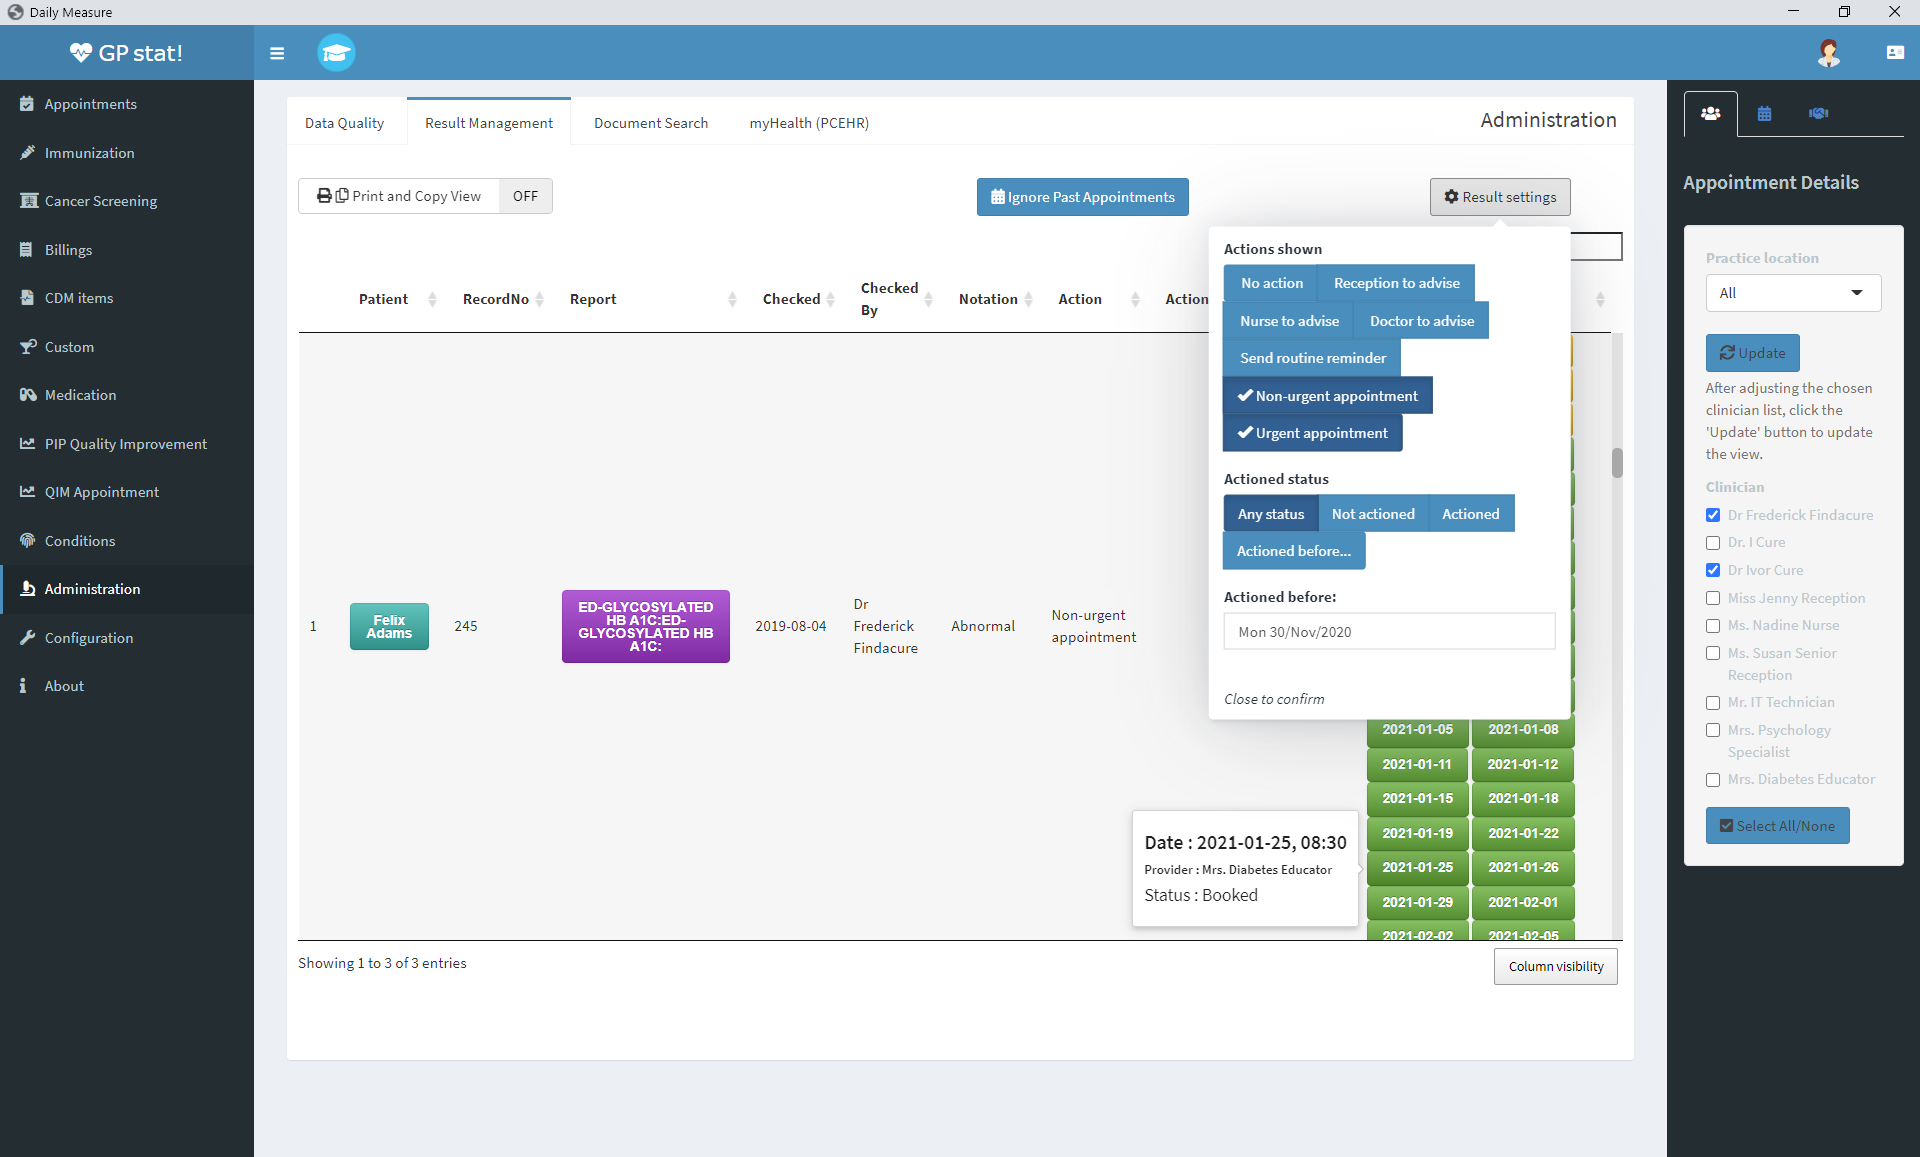 Daily Measure
GP stat!
Appointments
Immunization
Cancer Screening
Billings
CDM items
Custom
Medication
PIP Quality Improvement
QIM Appointment
Conditions
Administration
Configuration
About
Data Quality
Result Management
Document Search
myHealth (PCEHR)
Administration
Print and Copy View
OFF
Ignore Past Appointments
Result settings
Patient
RecordNo
Report
Checked
Checked
By
Notation
Action
Action
1
Felix
Adams
245
ED-GLYCOSYLATED
HB A1C:ED-
GLYCOSYLATED HB
A1C:
2019-08-04
Dr
Frederick
Findacure
Abnormal
Non-urgent
appointment
Actions shown
No action
Reception to advise
Nurse to advise
Doctor to advise
Send routine reminder
Non-urgent appointment
Urgent appointment
Actioned status
Any status
Not actioned
Actioned
Actioned before...
Actioned before:
Mon 30/Nov/2020
Close to confirm
2021-01-05
2021-01-08
2021-01-11
2021-01-12
2021-01-15
2021-01-18
2021-01-19
2021-01-22
2021-01-25
2021-01-26
2021-01-29
2021-02-01
2021-02-02
2021-02-05
Date : 2021-01-25, 08:30
Provider : Mrs. Diabetes Educator
Status : Booked
Showing 1 to 3 of 3 entries
Column visibility
Appointment Details
Practice location
All
Update
After adjusting the chosen
clinician list, click the
'Update' button to update
the view.
Clinician
Dr Frederick Findacure
Dr. I Cure
Dr Ivor Cure
Miss Jenny Reception
Ms. Nadine Nurse
Ms. Susan Senior
Reception
Mr. IT Technician
Mrs. Psychology
Specialist
Mrs. Diabetes Educator
Select All/None